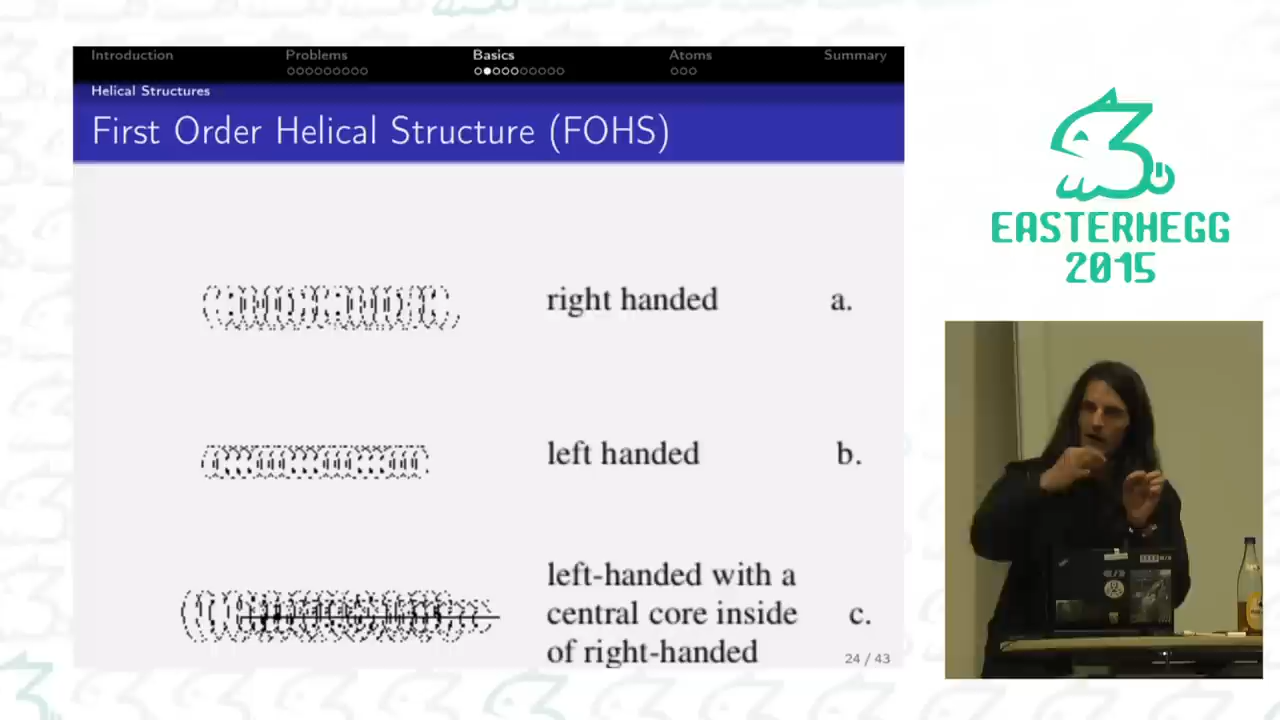 Introduction Problems Basics Atoms Summary
Helical Structures
First Order Helical Structure (FOHS)
right handed a.
left handed b.
left-handed with a
central core inside c.
of right-handed
24 / 43
EASTERHEGG
2015